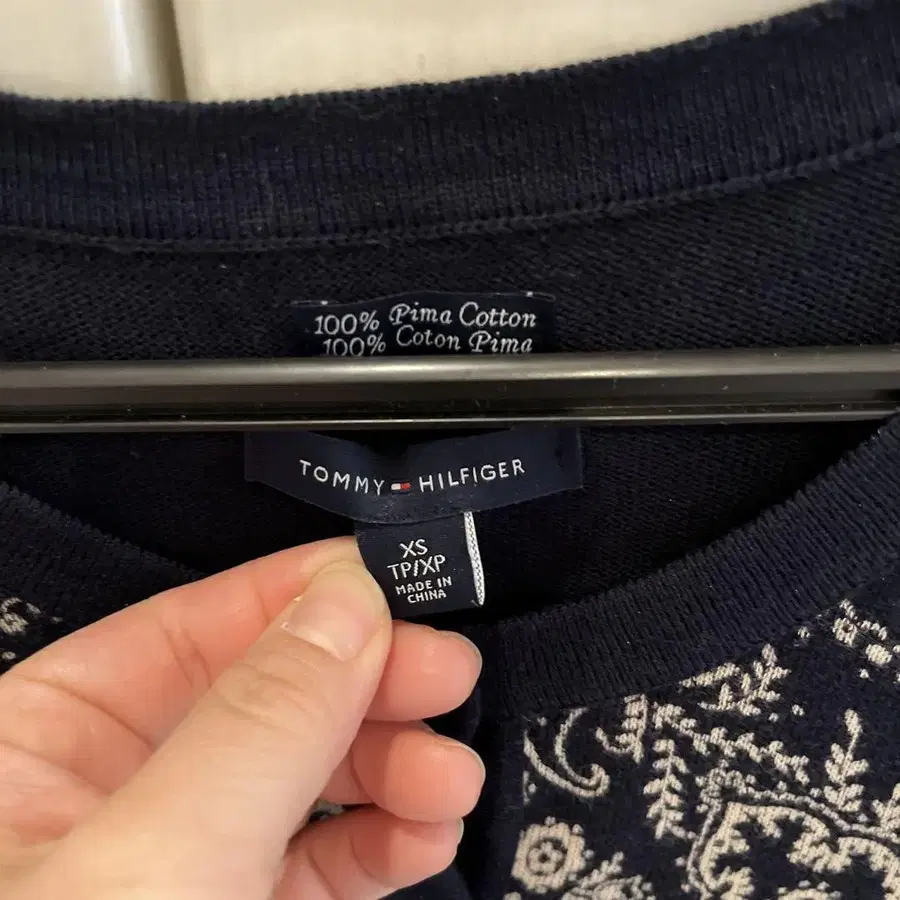 100% Pima Cotton
100% Coton Pima
TOMMY HILFIGER
XS
TP/XP
MADE IN
CHINA